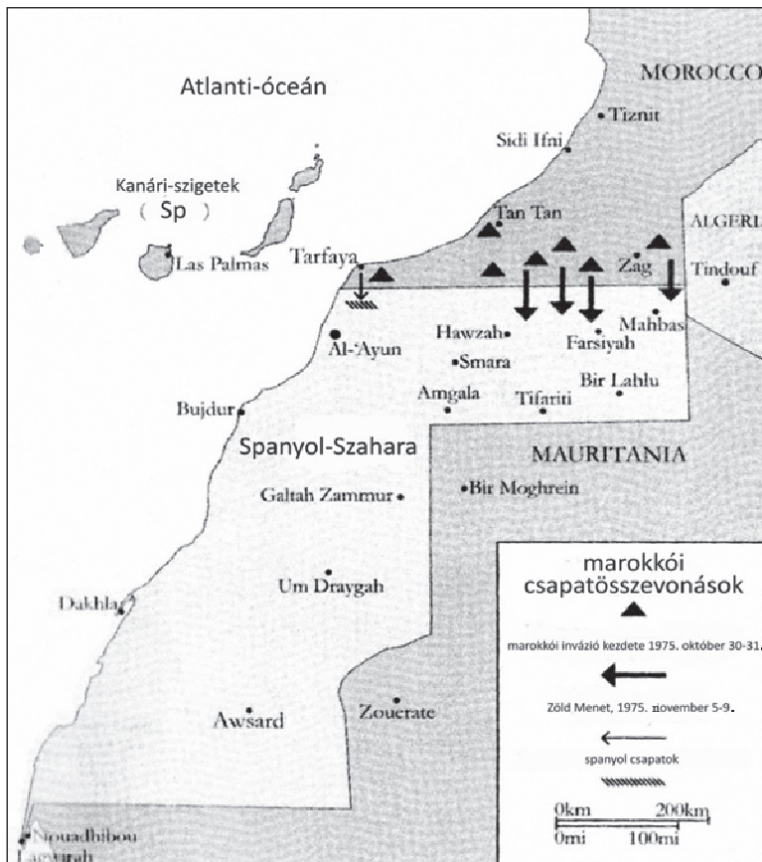 Atlanti-óceán
MOROCCO
Tiznit
Sidi Ifni
Kanári-szigetek
( Sp )
Tan Tan
ALGERIA
Las Palmas
Tarfaya
Zag
Tindouf
Mahbas
Hawzah
Farsiyah
Al-'Ayun
Smara
Bir Lahlu
Amgala
Tifariti
Bujdur
Spanyol-Szahara
MAURITANIA
Galtah Zammur
Bir Moghrein
Um Draygah
Dakhla
Awsard
Zouerate
Nouadhibou
marokkói
csapatösszevonások
marokkói invázió kezdete 1975. október 30-31.
Zöld Menet, 1975. november 5-9.
spanyol csapatok
0km 200km
0mi 100mi